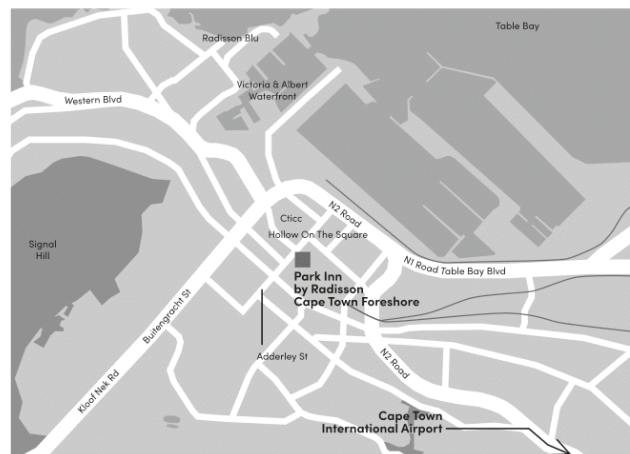 Table Bay
Radisson Blu
Victoria & Albert
Waterfront
Western Blvd
N2 Road
Cticc
Hollow On The Square
Signal
Hill
N1 Road Table Bay Blvd
Park Inn
by Radisson
Cape Town Foreshore
Buitengracht St
Adderley St
N2 Road
Kloof Nek Rd
Cape Town
International Airport